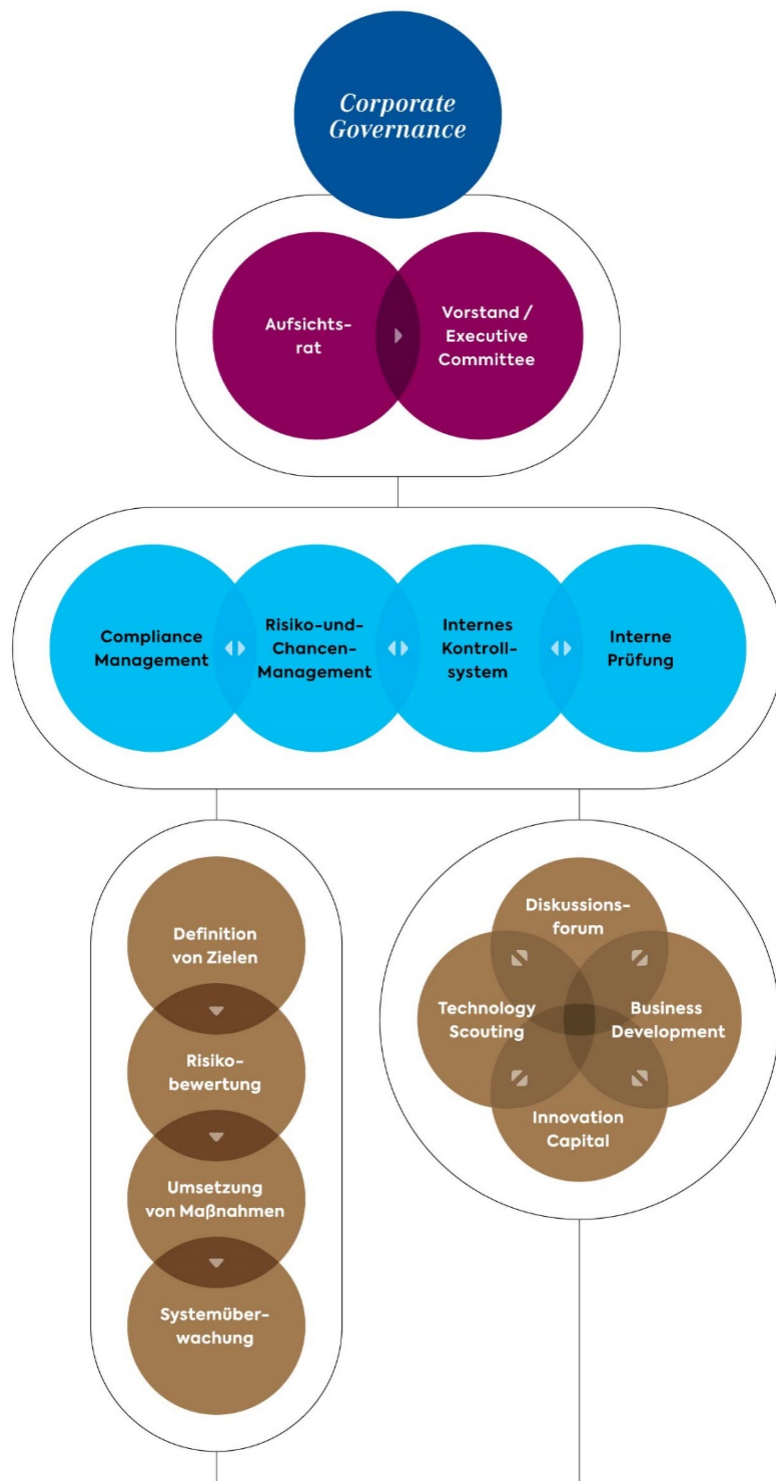 Corporate
Governance
Aufsichts-
rat
Vorstand /
Executive
Committee
Compliance
Management
Risiko-und-
Chancen-
Management
Internes
Kontroll-
system
Interne
Prüfung
Definition
von Zielen
Risiko-
bewertung
Umsetzung
von Maßnahmen
Systemüber-
wachung
Diskussions-
forum
Technology
Scouting
Business
Development
Innovation
Capital